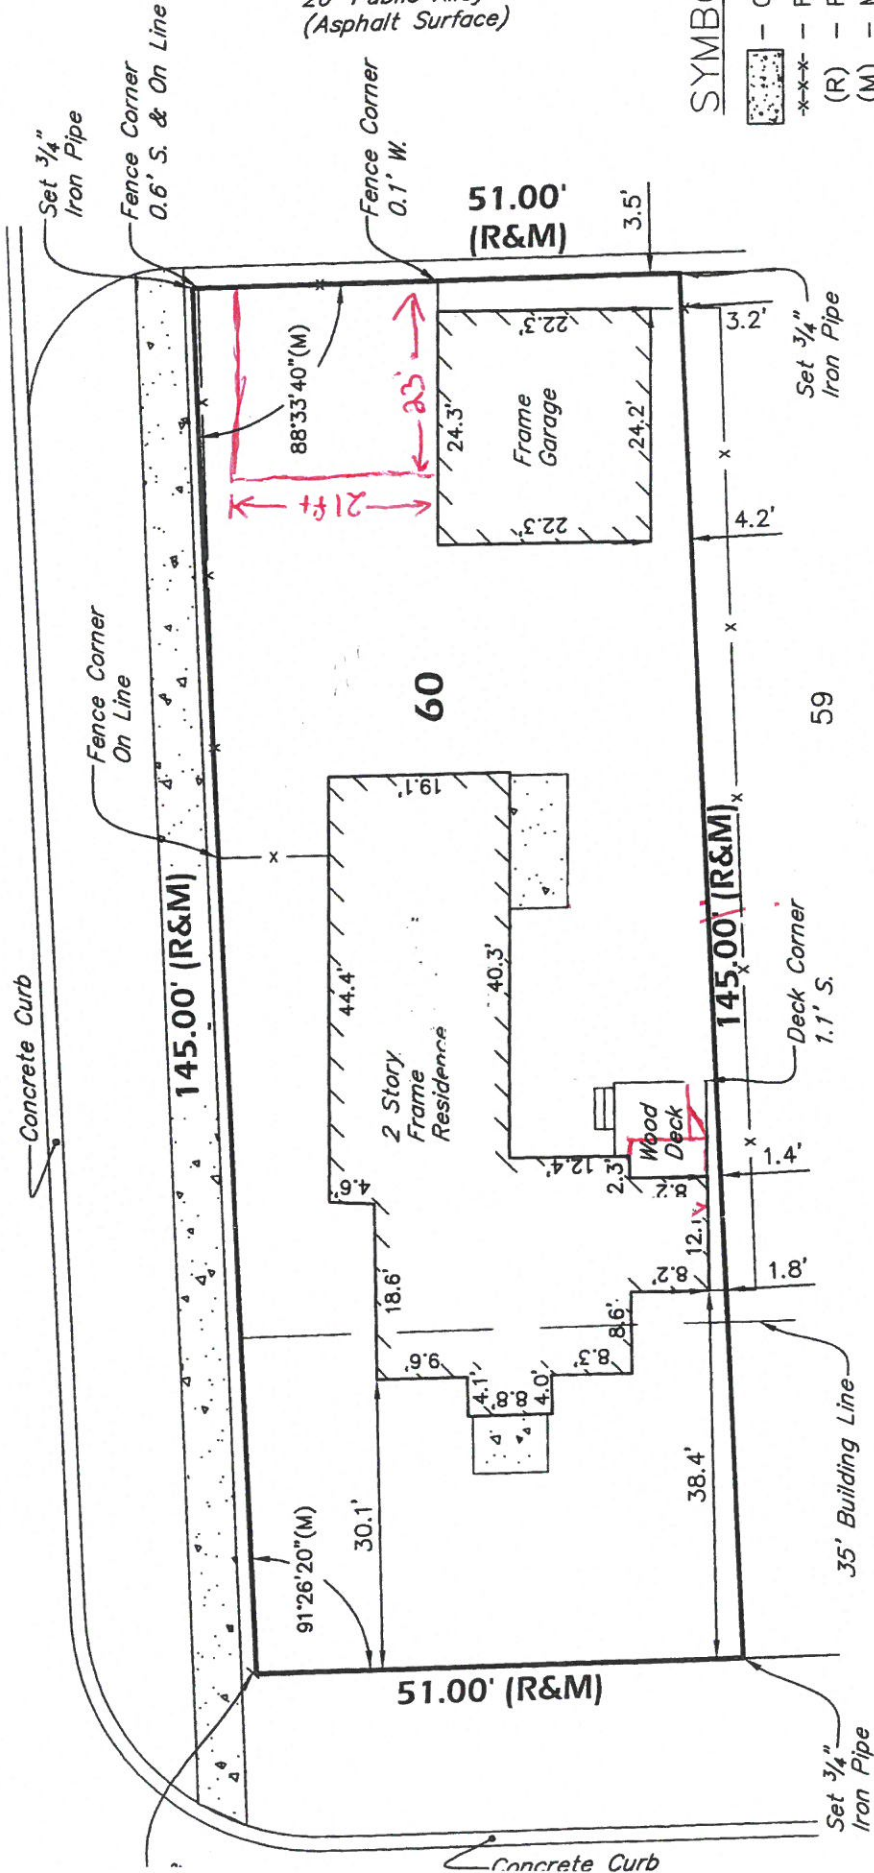 (Asphalt Surface)
SYMBO
(R)
(M)
Set 3/4"
Iron Pipe
Fence Corner
0.6' S. & On Line
Fence Corner
0.1' W.
51.00'
(R&M)
3.5'
88°33'40"(M)
23'
21ft
22.3'
24.3'
Frame
Garage
24.2'
22.3'
3.2'
Set 3/4"
Iron Pipe
4.2'
Fence Corner
On Line
60
59
Concrete Curb
145.00' (R&M)
19.1'
44.4'
40.3'
2 Story
Frame
Residence
145.00' (R&M)
Deck Corner
1.1' S.
Wood
Deck
12.4'
2.3'
8.2'
4.6'
18.6'
12.1'
8.2'
1.4'
1.8'
8.6'
9.6'
8.3'
4.1'
8.8'
4.0'
30.1'
38.4'
91°26'20"(M)
35' Building Line
51.00' (R&M)
Set 3/4"
Iron Pipe
Concrete Curb